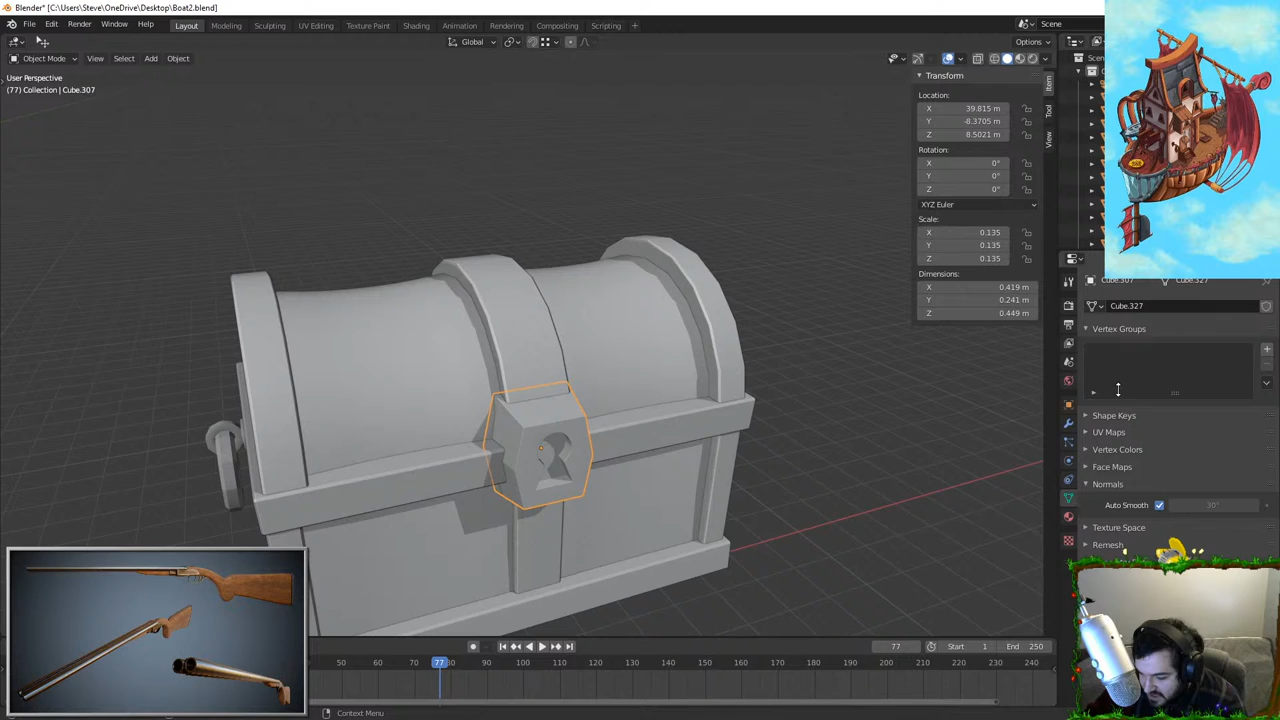 Blender* [C:\Users\Steve\OneDrive\Desktop\Boat2.blend]
File Edit Render Window Help Layout Modeling Sculpting UV Editing Texture Paint Shading Animation Rendering Compositing Scripting + Scene
Global Options
Object Mode View Select Add Object
User Perspective
(77) Collection | Cube.307
Transform
Location:
X 39.815 m
Y -8.3705 m
Z 8.5021 m
Rotation:
X 0°
Y 0°
Z 0°
XYZ Euler
Scale:
X 0.135
Y 0.135
Z 0.135
Dimensions:
X 0.419 m
Y 0.241 m
Z 0.449 m
Item
Tool
View
Cube.307 Cube.327
Cube.327
Vertex Groups
Shape Keys
UV Maps
Vertex Colors
Face Maps
Normals
Auto Smooth 30°
Texture Space
Remesh
77 Start 1 End 250
50 60 70 77 80 90 100 110 120 130 140 150 160 170 180 190 200 210 220 230 240 250
Context Menu